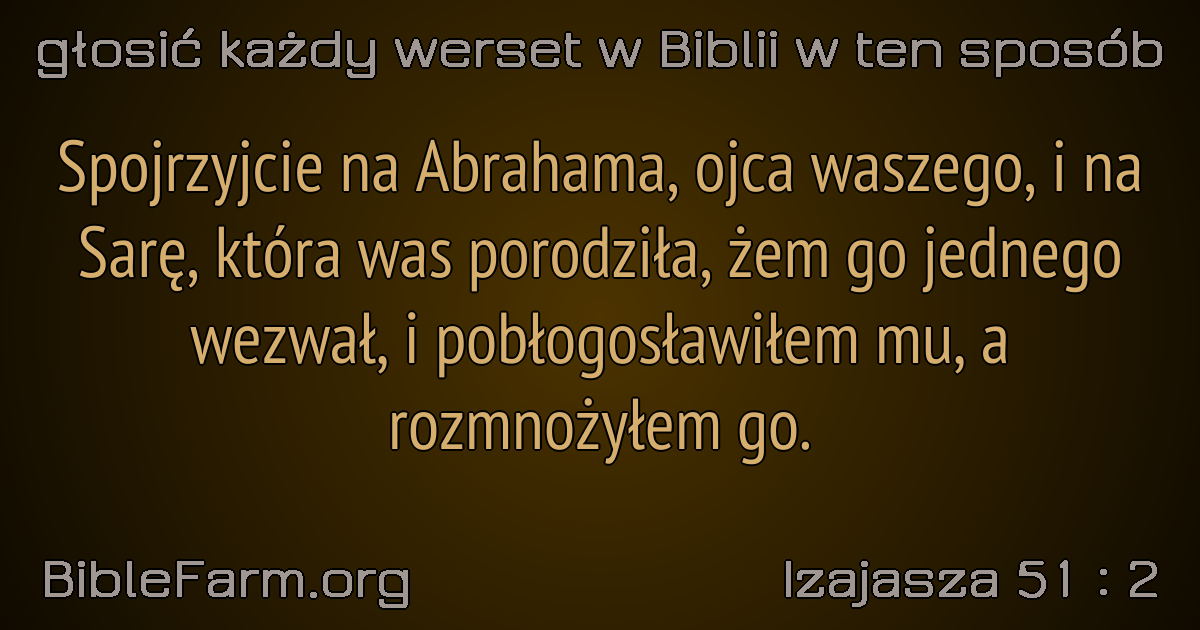 głosić każdy werset w Biblii w ten sposób
Spojrzyjcie na Abrahama, ojca waszego, i na
Sarę, która was porodziła, żem go jednego
wezwał, i pobłogosławiłem mu, a
rozmnożyłem go.
BibleFarm.org
Izajasza 51 : 2